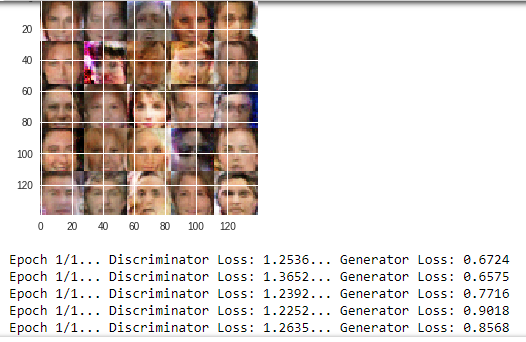 20
40
60
80
100
120
0 20 40 60 80 100 120
Epoch 1/1... Discriminator Loss: 1.2536... Generator Loss: 0.6724
Epoch 1/1... Discriminator Loss: 1.3652... Generator Loss: 0.6575
Epoch 1/1... Discriminator Loss: 1.2392... Generator Loss: 0.7716
Epoch 1/1... Discriminator Loss: 1.2252... Generator Loss: 0.9018
Epoch 1/1... Discriminator Loss: 1.2635... Generator Loss: 0.8568